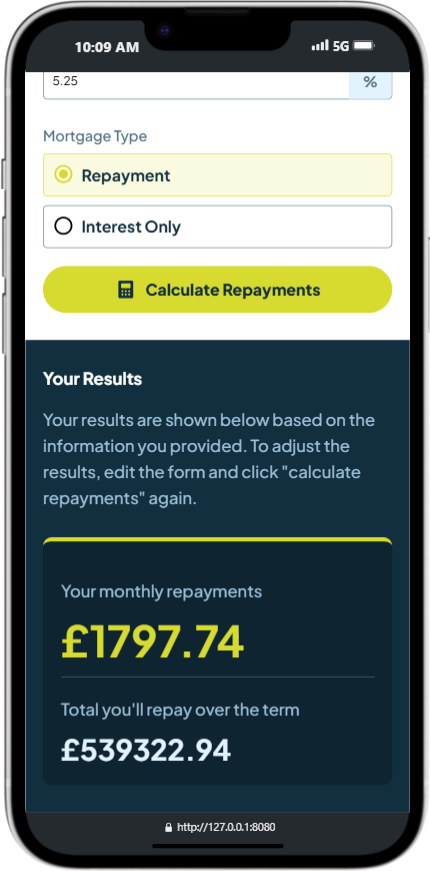 10:09 AM
5G
5.25
%
Mortgage Type
Repayment
Interest Only
Calculate Repayments
Your Results
Your results are shown below based on the
information you provided. To adjust the
results, edit the form and click "calculate
repayments" again.
Your monthly repayments
£1797.74
Total you'll repay over the term
£539322.94
http://127.0.0.1:8080